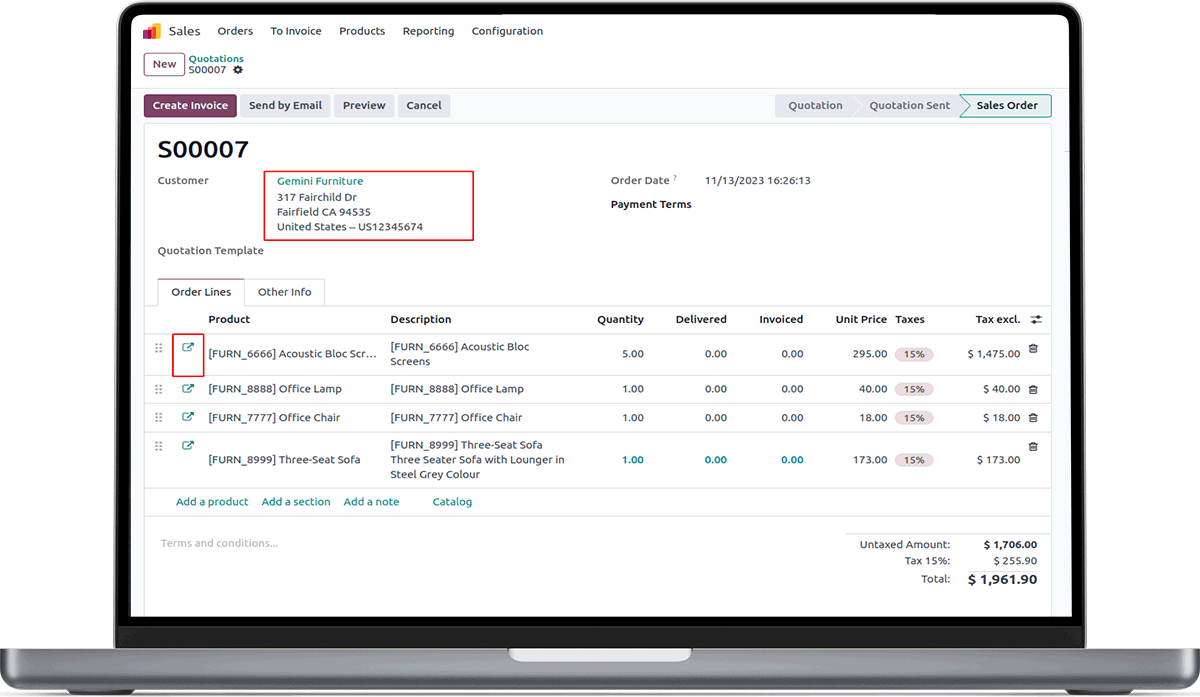 Sales Orders To Invoice Products Reporting Configuration
New Quotations
S00007
Create Invoice Send by Email Preview Cancel Quotation Quotation Sent Sales Order
S00007
Customer Gemini Furniture Order Date ? 11/13/2023 16:26:13
317 Fairchild Dr
Fairfield CA 94535 Payment Terms
United States – US12345674
Quotation Template
Order Lines Other Info
Product Description Quantity Delivered Invoiced Unit Price Taxes Tax excl.
[FURN_6666] Acoustic Bloc Scr... [FURN_6666] Acoustic Bloc 5.00 0.00 0.00 295.00 15% $ 1,475.00
Screens
[FURN_8888] Office Lamp [FURN_8888] Office Lamp 1.00 0.00 0.00 40.00 15% $ 40.00
[FURN_7777] Office Chair [FURN_7777] Office Chair 1.00 0.00 0.00 18.00 15% $ 18.00
[FURN_8999] Three-Seat Sofa
[FURN_8999] Three-Seat Sofa Three Seater Sofa with Lounger in 1.00 0.00 0.00 173.00 15% $ 173.00
Steel Grey Colour
Add a product Add a section Add a note Catalog
Terms and conditions... Untaxed Amount: $ 1,706.00
Tax 15%: $ 255.90
Total: $ 1,961.90